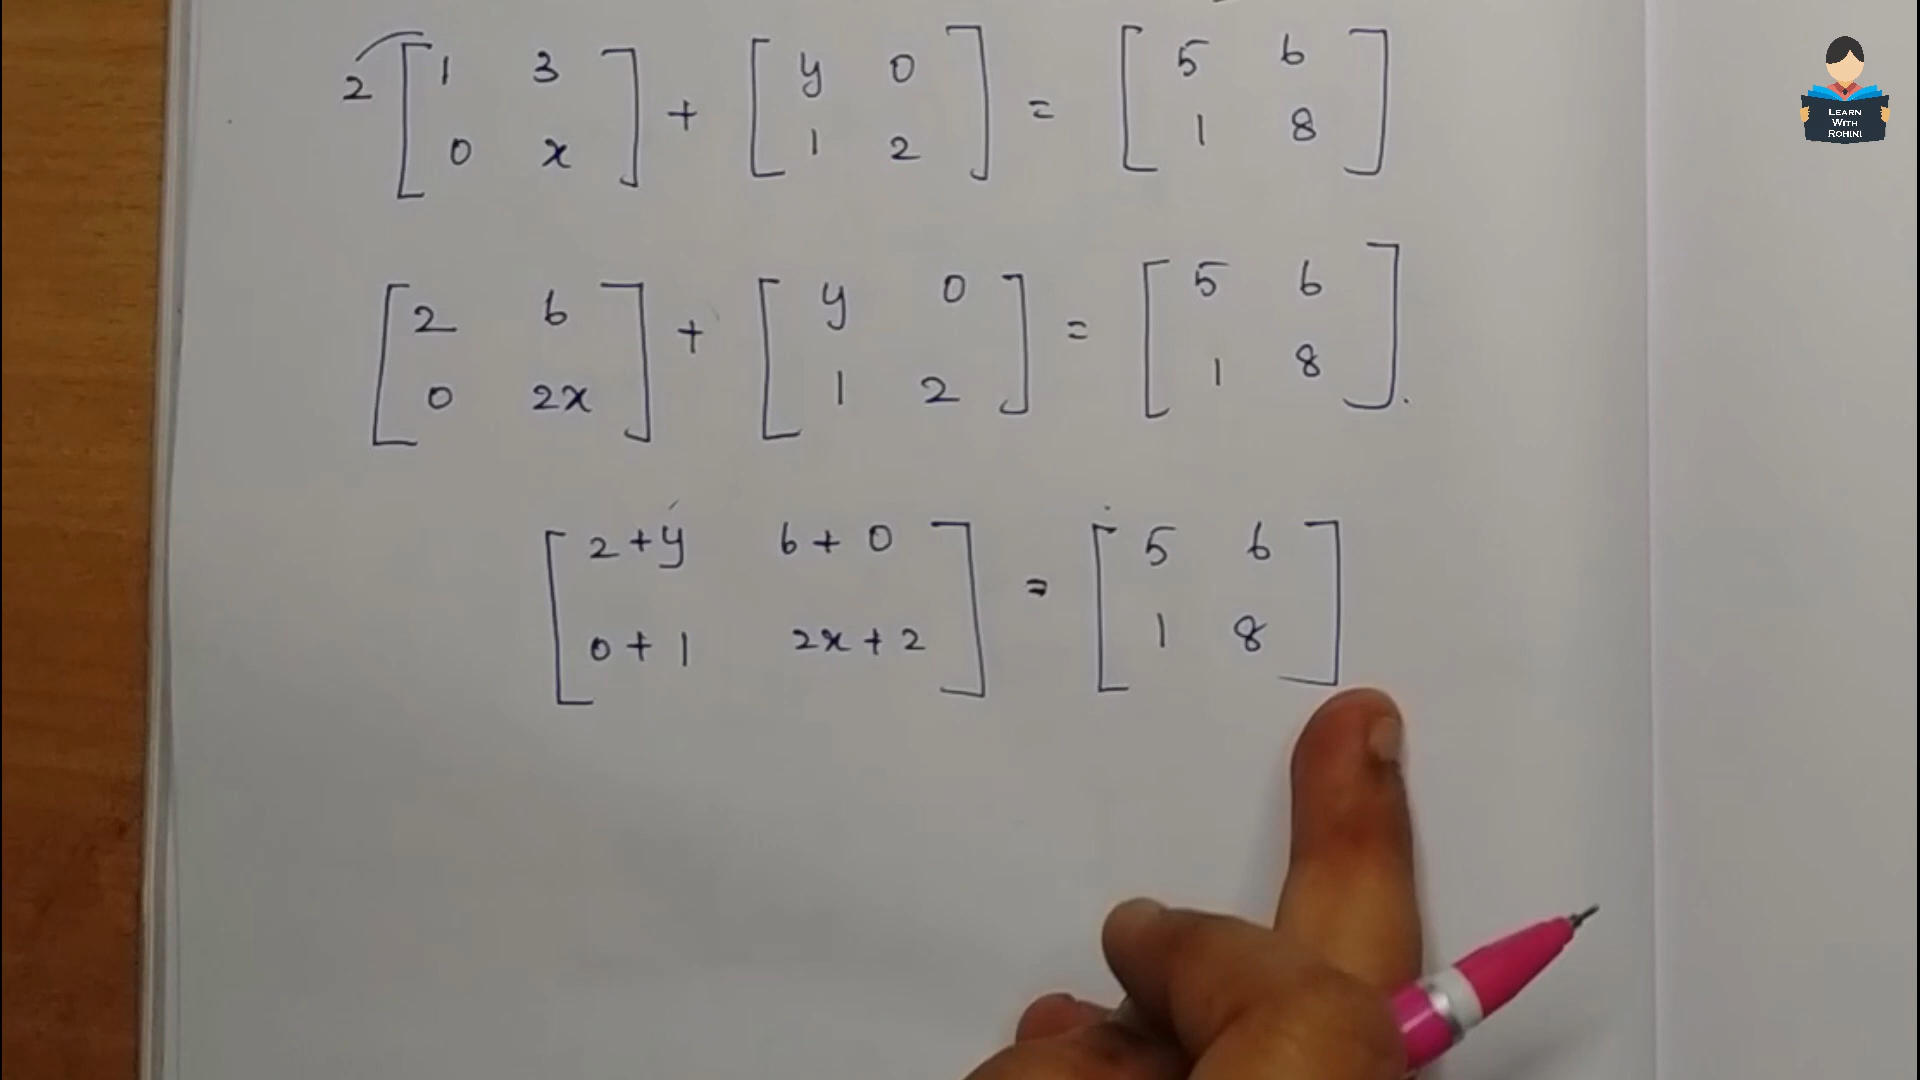 2 [ 1 3 ] + [ y 0 ] = [ 5 6 ]
[ 0 x ] [ 1 2 ] [ 1 8 ]
[ 2 6 ] + [ y 0 ] = [ 5 6 ]
[ 0 2x ] [ 1 2 ] [ 1 8 ].
[ 2+y 6+0 ] = [ 5 6 ]
[ 0+1 2x+2 ] [ 1 8 ]
LEARN
WITH
ROHINI